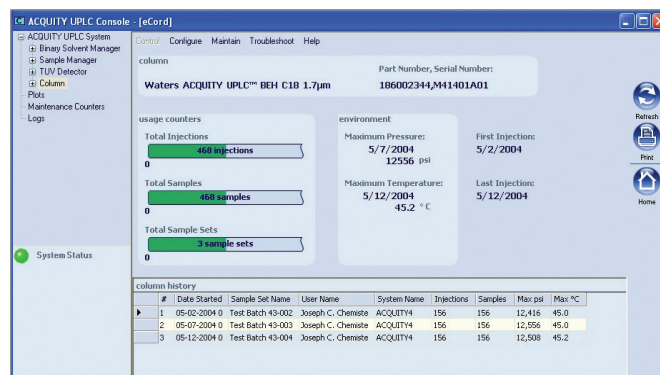 ACQUITY UPLC Console - [eCord]
ACQUITY UPLC System
Binary Solvent Manager
Sample Manager
TUV Detector
Column
Plots
Maintenance Counters
Logs
System Status
Control Configure Maintain Troubleshoot Help
column
Part Number, Serial Number:
Waters ACQUITY UPLC™ BEH C18 1.7µm 186002344,M41401A01
usage counters
Total Injections
468 injections
0
Total Samples
468 samples
0
Total Sample Sets
3 sample sets
0
environment
Maximum Pressure: First Injection:
5/7/2004 5/2/2004
12556 psi
Maximum Temperature: Last Injection:
5/12/2004 5/12/2004
45.2 °C
Refresh
Print
Home
column history
# Date Started Sample Set Name User Name System Name Injections Samples Max psi Max °C
1 05-02-2004 0 Test Batch 43-002 Joseph C. Chemiste ACQUITY4 156 156 12,416 45.0
2 05-07-2004 0 Test Batch 43-003 Joseph C. Chemiste ACQUITY4 156 156 12,556 45.0
3 05-12-2004 0 Test Batch 43-004 Joseph C. Chemiste ACQUITY4 156 156 12,508 45.2